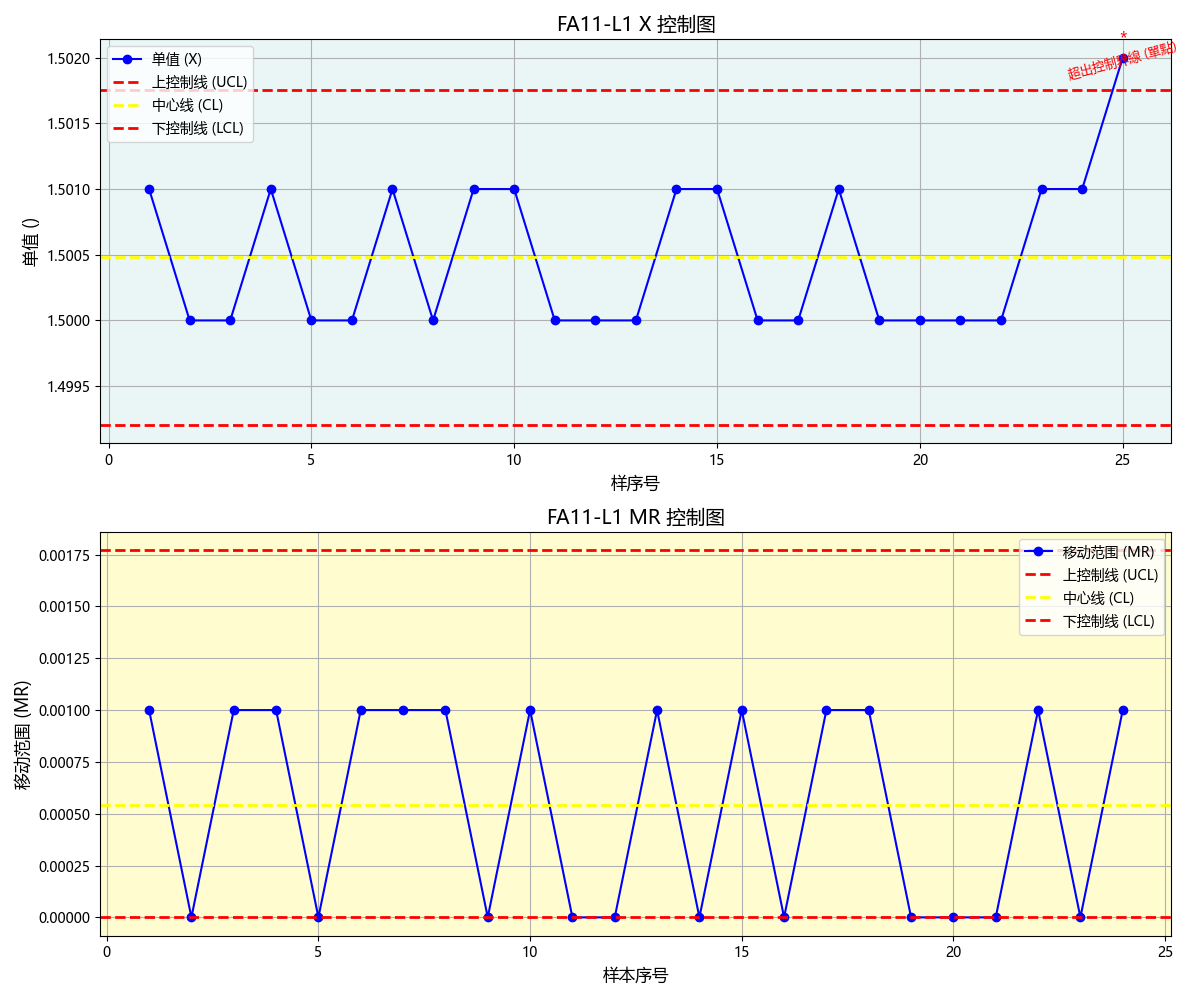 FA11-L1 X 控制图
*
超出控制界線 (單點)
单值 (X)
上控制线 (UCL)
中心线 (CL)
下控制线 (LCL)
1.5020
1.5015
1.5010
1.5005
1.5000
1.4995
单值 ()
0 5 10 15 20 25
样序号
FA11-L1 MR 控制图
移动范围 (MR)
上控制线 (UCL)
中心线 (CL)
下控制线 (LCL)
0.00175
0.00150
0.00125
0.00100
0.00075
0.00050
0.00025
0.00000
移动范围 (MR)
0 5 10 15 20 25
样本序号